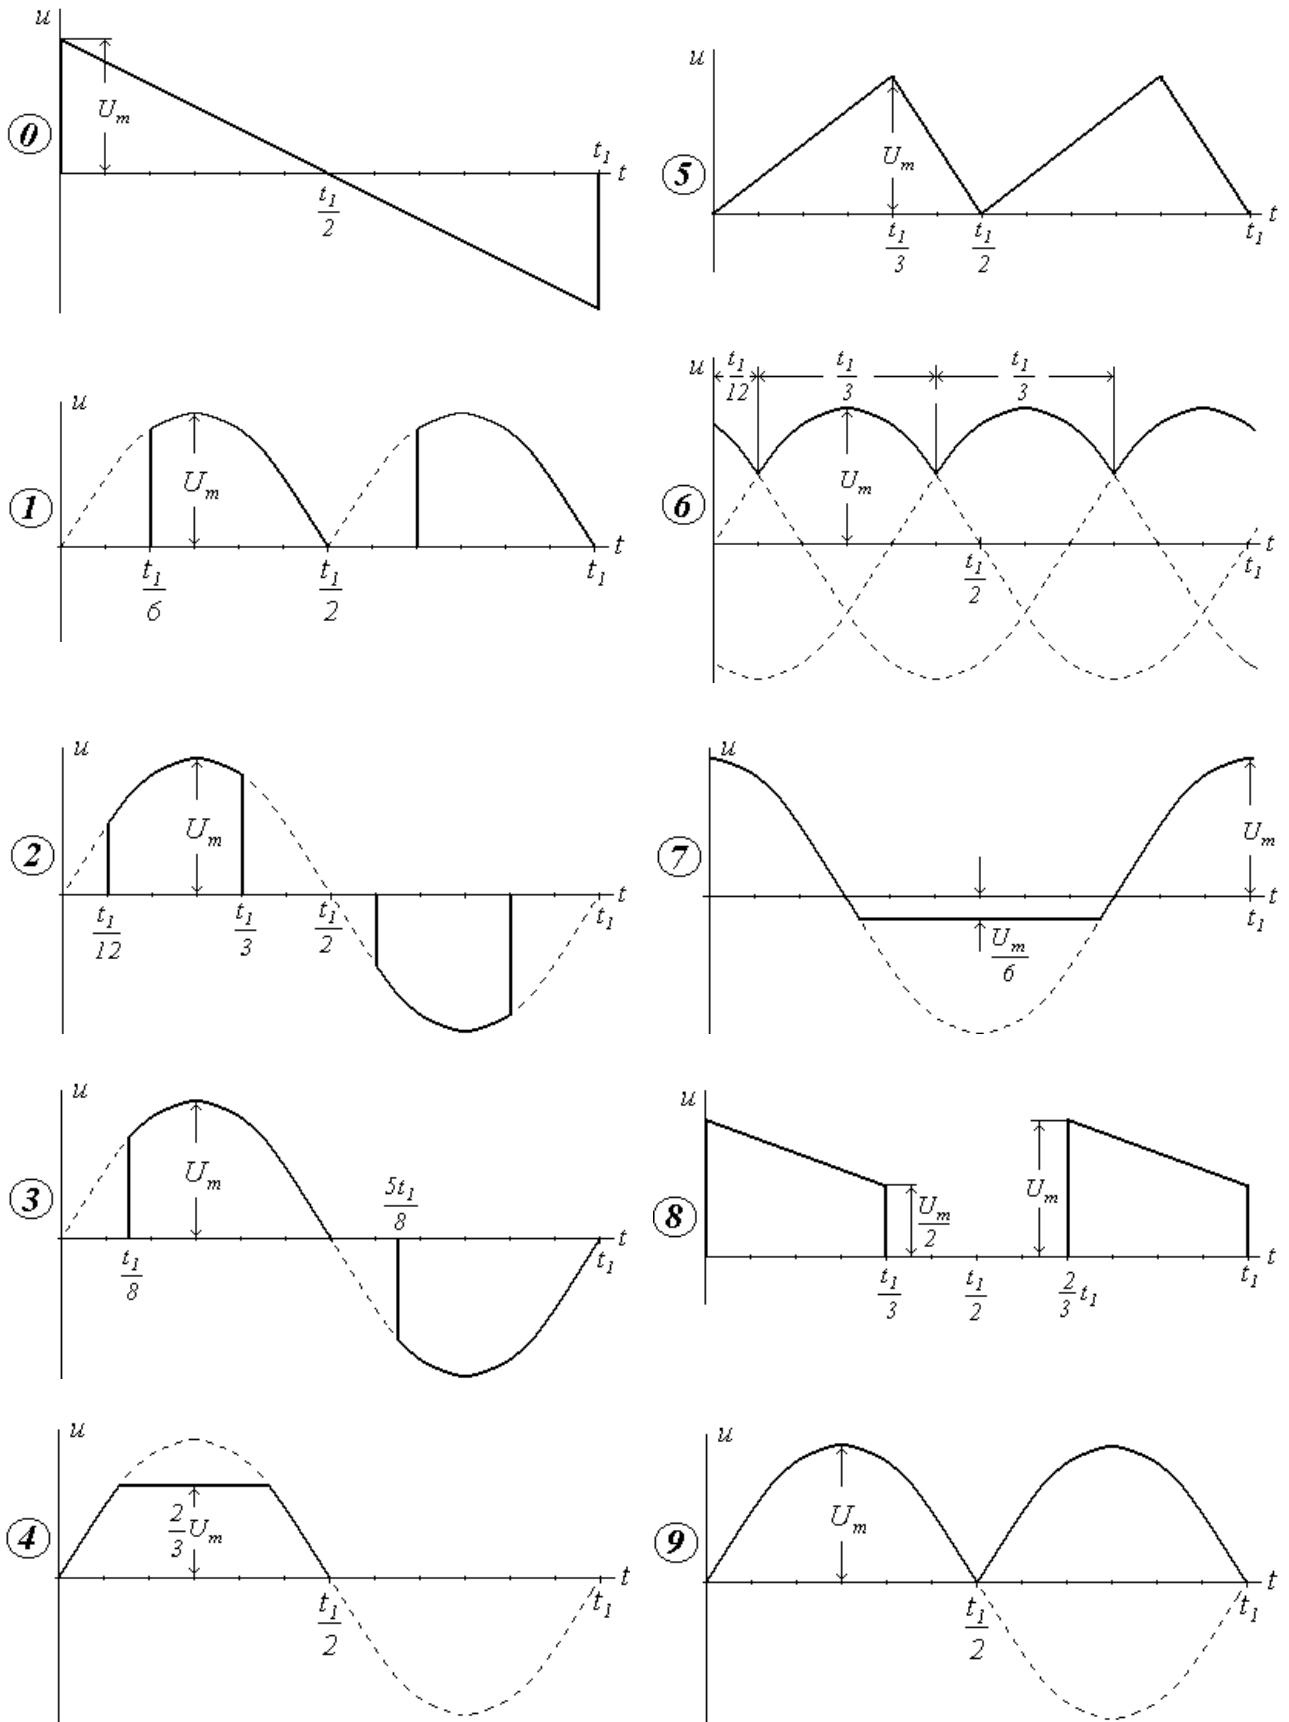 u
U_m
0
t_1
t
t_1/2
u
U_m
5
t_1/3
t_1/2
t_1
t
u
U_m
1
t_1/6
t_1/2
t_1
t
u
t_1/12
t_1/3
t_1/3
U_m
6
t_1/2
t_1
t
u
U_m
2
t_1/12
t_1/3
t_1/2
t_1
t
u
U_m
7
U_m/6
t_1
t
u
U_m
3
5t_1/8
t_1/8
t_1
t
u
U_m
U_m/2
8
t_1/3
t_1/2
2/3 t_1
t_1
t
u
2/3 U_m
4
t_1/2
t_1
t
u
U_m
9
t_1/2
t_1
t